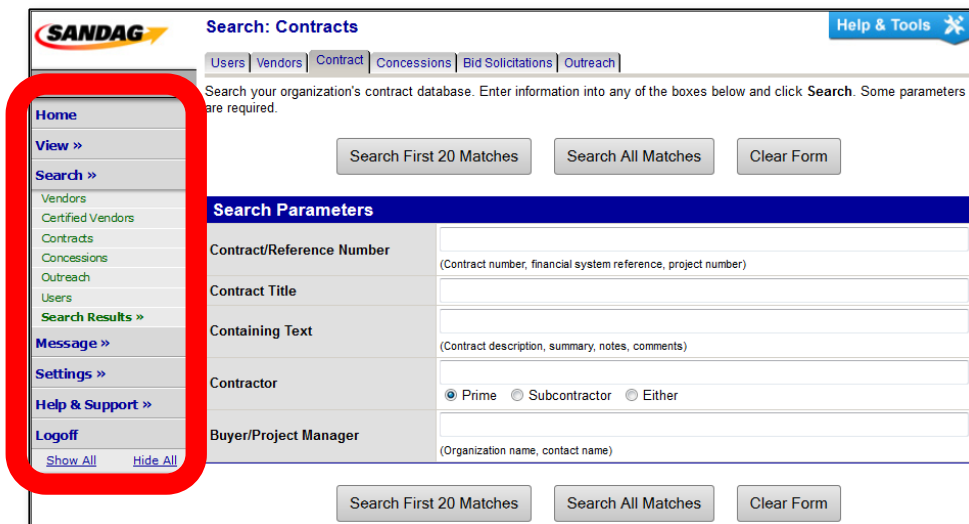 SANDAG
Home
View »
Search »
Vendors
Certified Vendors
Contracts
Concessions
Outreach
Users
Search Results »
Message »
Settings »
Help & Support »
Logoff
Show All Hide All
Search: Contracts
Help & Tools
Users Vendors Contract Concessions Bid Solicitations Outreach
Search your organization's contract database. Enter information into any of the boxes below and click Search. Some parameters
are required.
Search First 20 Matches Search All Matches Clear Form
Search Parameters
Contract/Reference Number
(Contract number, financial system reference, project number)
Contract Title
Containing Text
(Contract description, summary, notes, comments)
Contractor
Prime Subcontractor Either
Buyer/Project Manager
(Organization name, contact name)
Search First 20 Matches Search All Matches Clear Form